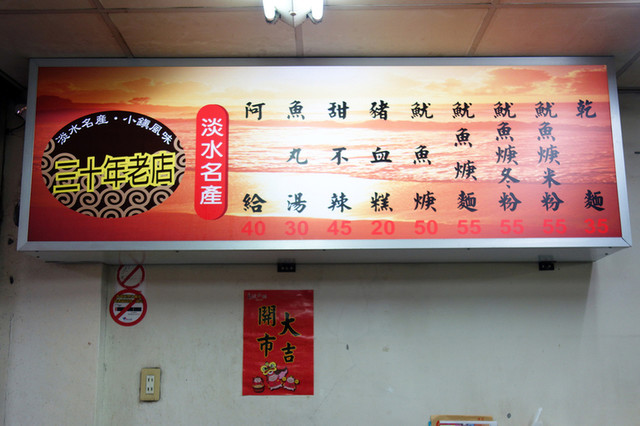 淡水名產・小鎮風味
三十年老店
淡水名產
阿給 40
魚丸湯 30
甜不辣 45
豬血糕 20
魷魚焿 50
魷魚焿麵 55
魷魚焿冬粉 55
魷魚焿米粉 55
乾麵 35
大吉
開市